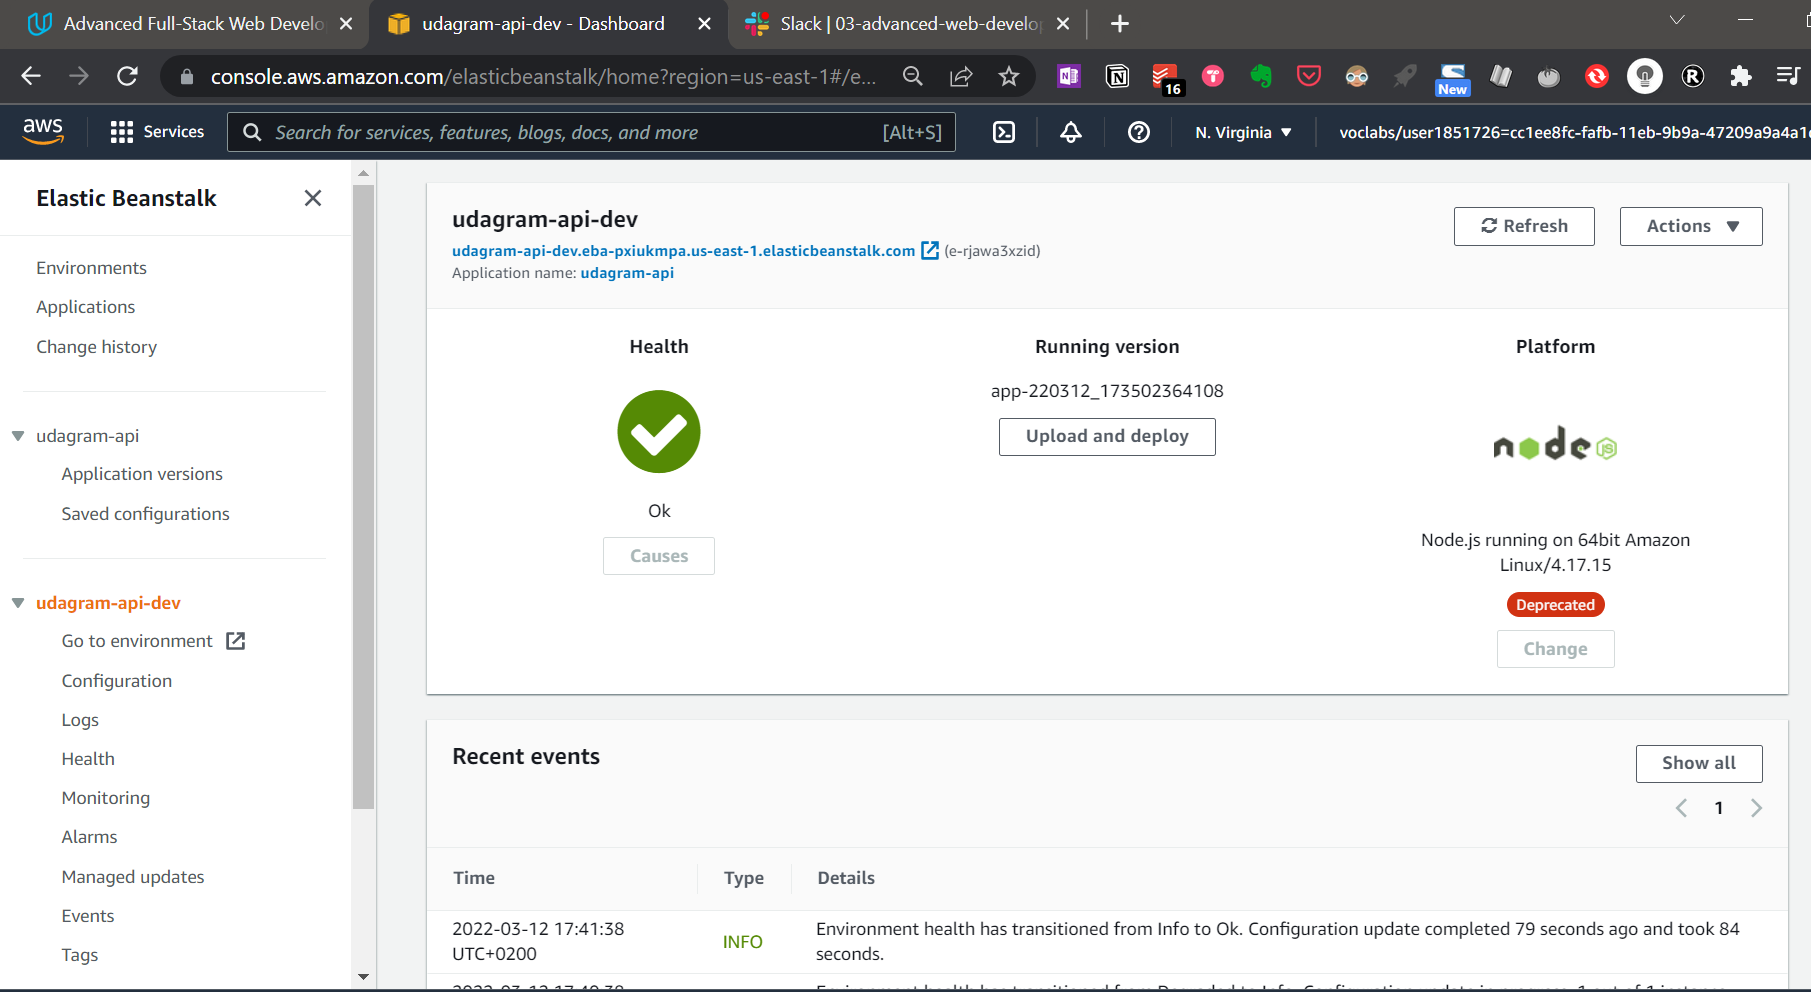 Advanced Full-Stack Web Develo
udagram-api-dev - Dashboard
Slack | 03-advanced-web-develo
console.aws.amazon.com/elasticbeanstalk/home?region=us-east-1#/e...
16
New
aws
Services
Search for services, features, blogs, docs, and more
[Alt+S]
N. Virginia
voclabs/user1851726=cc1ee8fc-fafb-11eb-9b9a-47209a9a4a1
Elastic Beanstalk
Environments
Applications
Change history
udagram-api
Application versions
Saved configurations
udagram-api-dev
Go to environment
Configuration
Logs
Health
Monitoring
Alarms
Managed updates
Events
Tags
udagram-api-dev
udagram-api-dev.eba-pxiukmpa.us-east-1.elasticbeanstalk.com (e-rjawa3xzid)
Application name: udagram-api
Refresh
Actions
Health
Ok
Causes
Running version
app-220312_173502364108
Upload and deploy
Platform
node JS
Node.js running on 64bit Amazon
Linux/4.17.15
Deprecated
Change
Recent events
Show all
1
Time
Type
Details
2022-03-12 17:41:38
UTC+0200
INFO
Environment health has transitioned from Info to Ok. Configuration update completed 79 seconds ago and took 84
seconds.